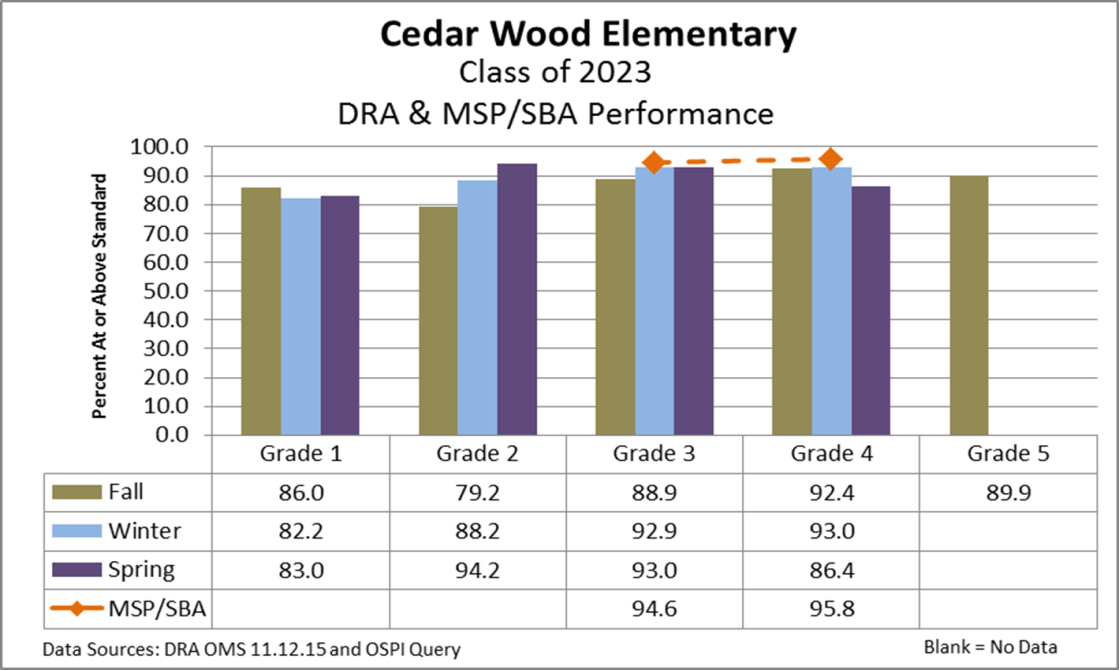 Cedar Wood Elementary
Class of 2023
DRA & MSP/SBA Performance
Percent At or Above Standard
100.0
90.0
80.0
70.0
60.0
50.0
40.0
30.0
20.0
10.0
0.0
Grade 1 Grade 2 Grade 3 Grade 4 Grade 5
Fall 86.0 79.2 88.9 92.4 89.9
Winter 82.2 88.2 92.9 93.0
Spring 83.0 94.2 93.0 86.4
MSP/SBA 94.6 95.8
Data Sources: DRA OMS 11.12.15 and OSPI Query Blank = No Data